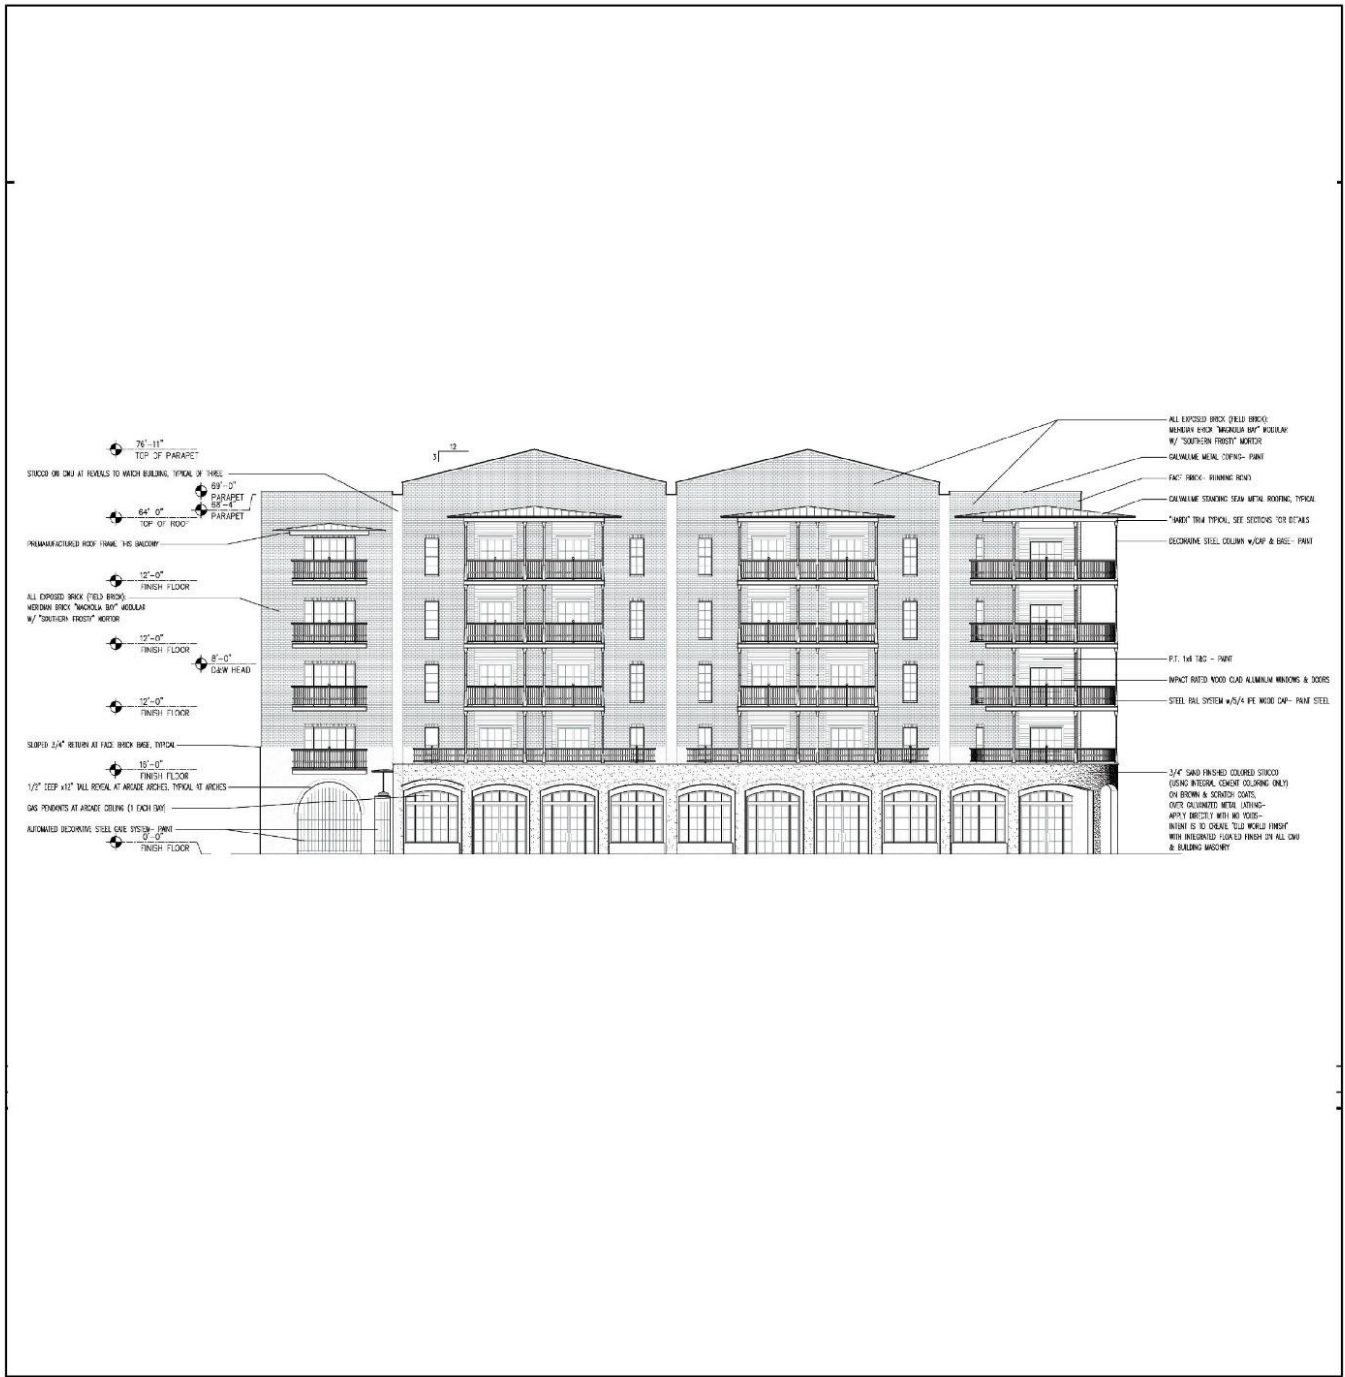 76'-11"
TOP OF PARAPET
STUCCO ON CMU AT REVEALS TO MATCH BUILDING, TYPICAL OF THREE
69'-0"
PARAPET
68'-4"
PARAPET
64' 0"
TOP OF ROOF
PREMANUFACTURED ROOF FRAME THIS BALCONY
12'-0"
FINISH FLOOR
ALL EXPOSED BRICK (FIELD BRICK):
MERIDIAN BRICK "MAGNOLIA BAY" MODULAR
W/ "SOUTHERN FROSTY" MORTOR
12'-0"
FINISH FLOOR
8'-0"
D&W HEAD
12'-0"
FINISH FLOOR
SLOPED 3/4" RETURN AT FACE BRICK BASE, TYPICAL
15'-0"
FINISH FLOOR
1/2" DEEP x12" TALL REVEAL AT ARCADE ARCHES, TYPICAL AT ARCHES
GAS PENDENTS AT ARCADE CEILING (1 EACH BAY)
AUTOMATED DECORATIVE STEEL GATE SYSTEM- PAINT
0'-0"
FINISH FLOOR
12
3
ALL EXPOSED BRICK (FIELD BRICK):
MERIDIAN BRICK "MAGNOLIA BAY" MODULAR
W/ "SOUTHERN FROSTY" MORTOR
GALVALUME METAL COPING- PAINT
FACE BRICK- RUNNING BOND
GALVALUME STANDING SEAM METAL ROOFING, TYPICAL
"HARDI" TRIM TYPICAL, SEE SECTIONS FOR DETAILS
DECORATIVE STEEL COLUMN w/CAP & BASE- PAINT
P.T. 1x6 T&G - PAINT
IMPACT RATED WOOD CLAD ALUMINUM WINDOWS & DOORS
STEEL RAIL SYSTEM w/5/4 IPE WOOD CAP- PAINT STEEL
3/4" SAND FINISHED COLORED STUCCO
(USING INTEGRAL CEMENT COLORING ONLY)
ON BROWN & SCRATCH COATS,
OVER GALVANIZED METAL LATHING-
APPLY DIRECTLY WITH NO VOIDS-
INTENT IS TO CREATE "OLD WORLD FINISH"
WITH INTEGRATED FLOATED FINISH ON ALL CMU
& BUILDING MASONRY